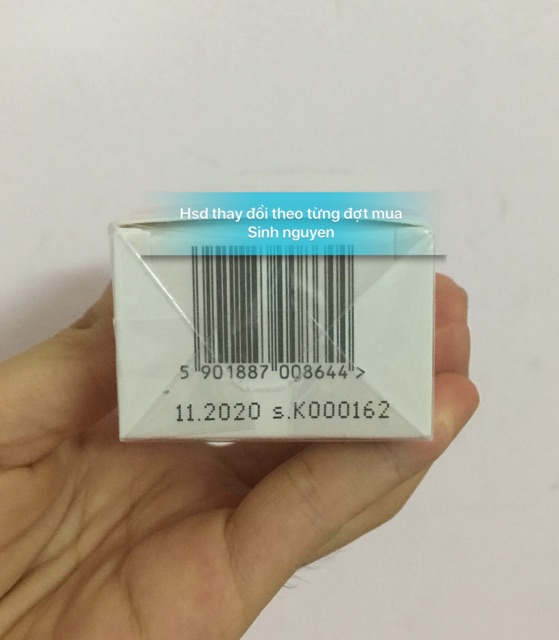 Hsd thay đổi theo từng đợt mua
Sinh nguyen
5 901887 008644 >
11.2020 s.K000162